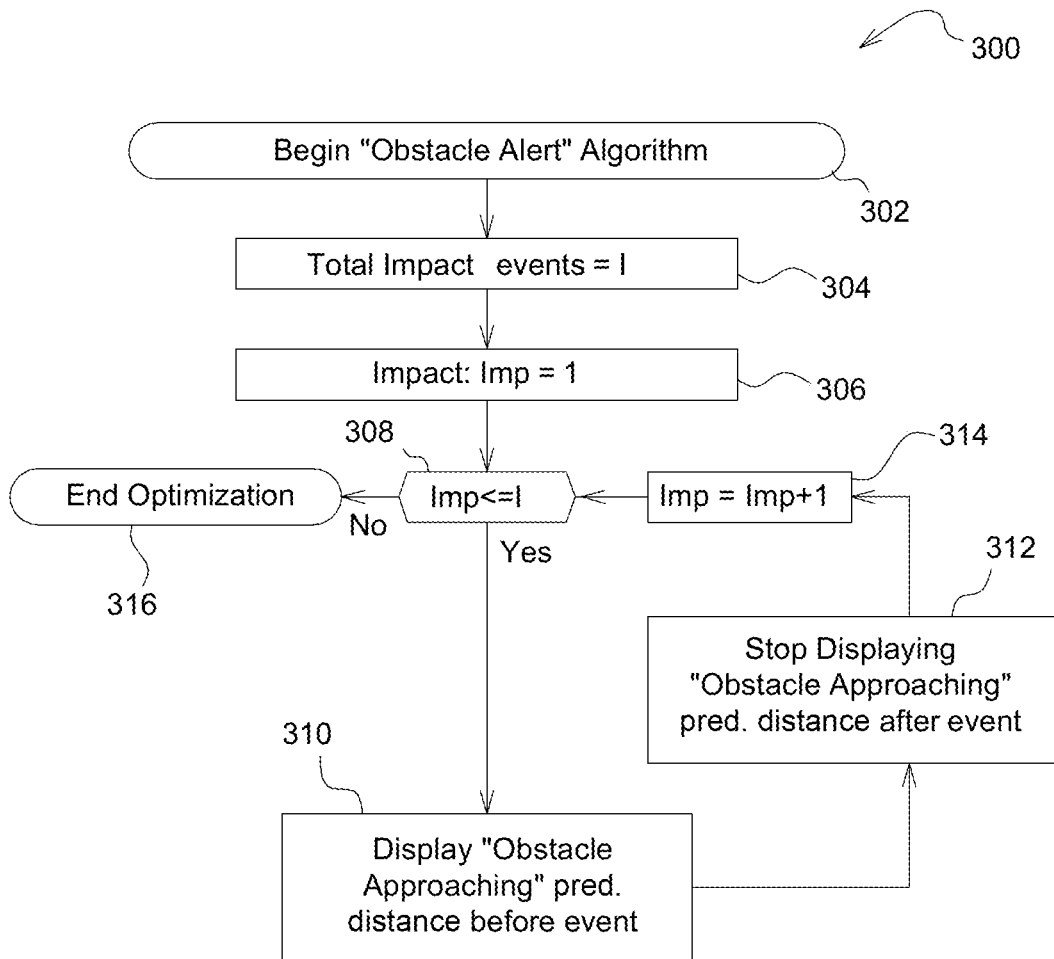 300
Begin "Obstacle Alert" Algorithm
302
Total Impact events = I
304
Impact: Imp = 1
306
308
314
End Optimization
Imp<=I
Imp = Imp+1
No
Yes
316
312
Stop Displaying
"Obstacle Approaching"
pred. distance after event
310
Display "Obstacle
Approaching" pred.
distance before event